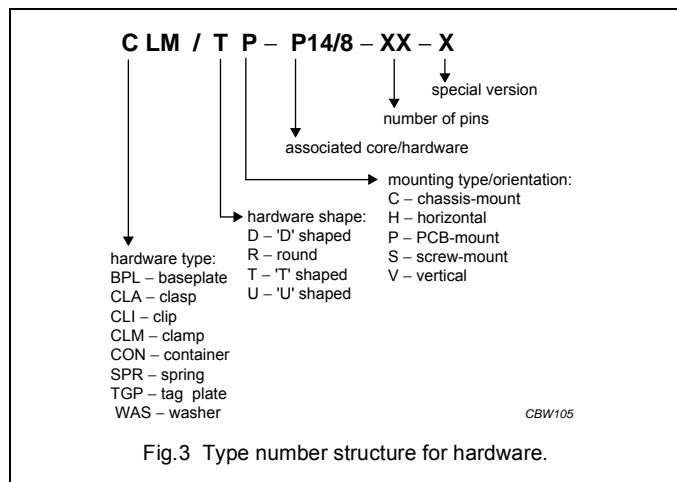 C LM / T P – P14/8 – XX – X
special version
number of pins
associated core/hardware
mounting type/orientation:
C – chassis-mount
H – horizontal
P – PCB-mount
S – screw-mount
V – vertical
hardware shape:
D – 'D' shaped
R – round
T – 'T' shaped
U – 'U' shaped
hardware type:
BPL – baseplate
CLA – clasp
CLI – clip
CLM – clamp
CON – container
SPR – spring
TGP – tag plate
WAS – washer
CBW105
Fig.3 Type number structure for hardware.